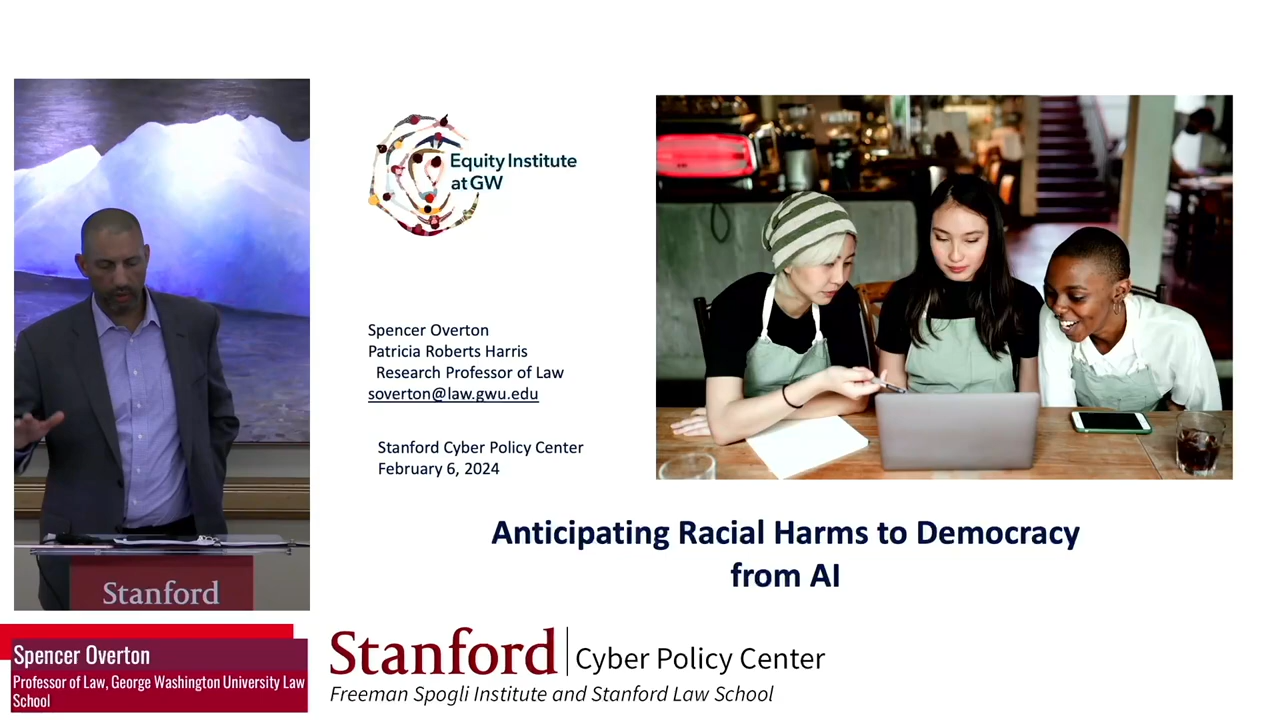 Equity Institute
at GW
Spencer Overton
Patricia Roberts Harris
Research Professor of Law
soverton@law.gwu.edu
Stanford Cyber Policy Center
February 6, 2024
Anticipating Racial Harms to Democracy
from AI
Stanford
Spencer Overton
Professor of Law, George Washington University Law
School
Stanford | Cyber Policy Center
Freeman Spogli Institute and Stanford Law School